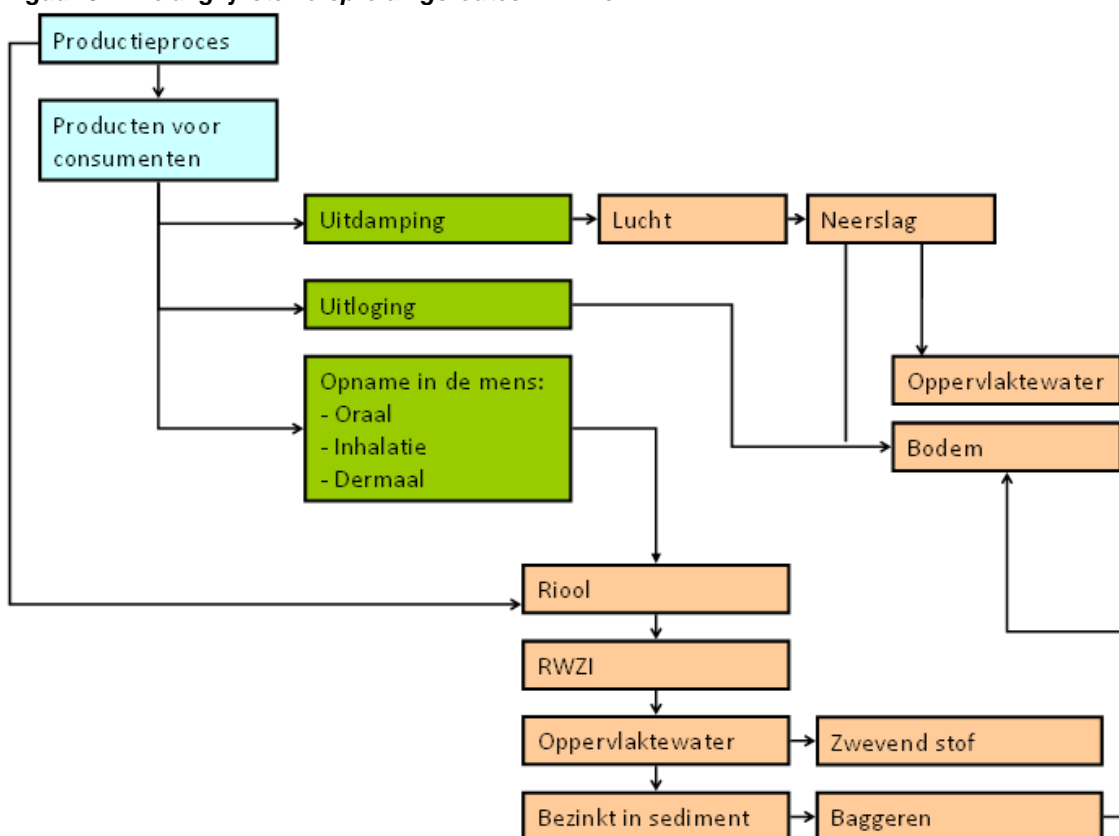 Productieproces
Producten voor
consumenten
Uitdamping
Lucht
Neerslag
Uitloging
Opname in de mens:
- Oraal
- Inhalatie
- Dermaal
Oppervlaktewater
Bodem
Riool
RWZI
Oppervlaktewater
Zwevend stof
Bezinkt in sediment
Baggeren